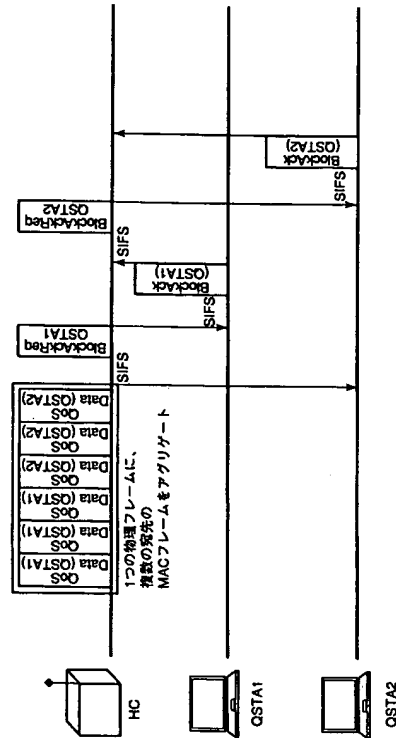 QoS
Data (QSTA1)
QoS
Data (QSTA1)
QoS
Data (QSTA1)
QoS
Data (QSTA2)
QoS
Data (QSTA2)
QoS
Data (QSTA2)
1つの物理フレームに、
複数の宛先の
MACフレームをアグリゲート
SIFS
BlockAckReq
QSTA1
SIFS
BlockAck
(QSTA1)
SIFS
BlockAckReq
QSTA2
SIFS
BlockAck
(QSTA2)
HC
QSTA1
QSTA2